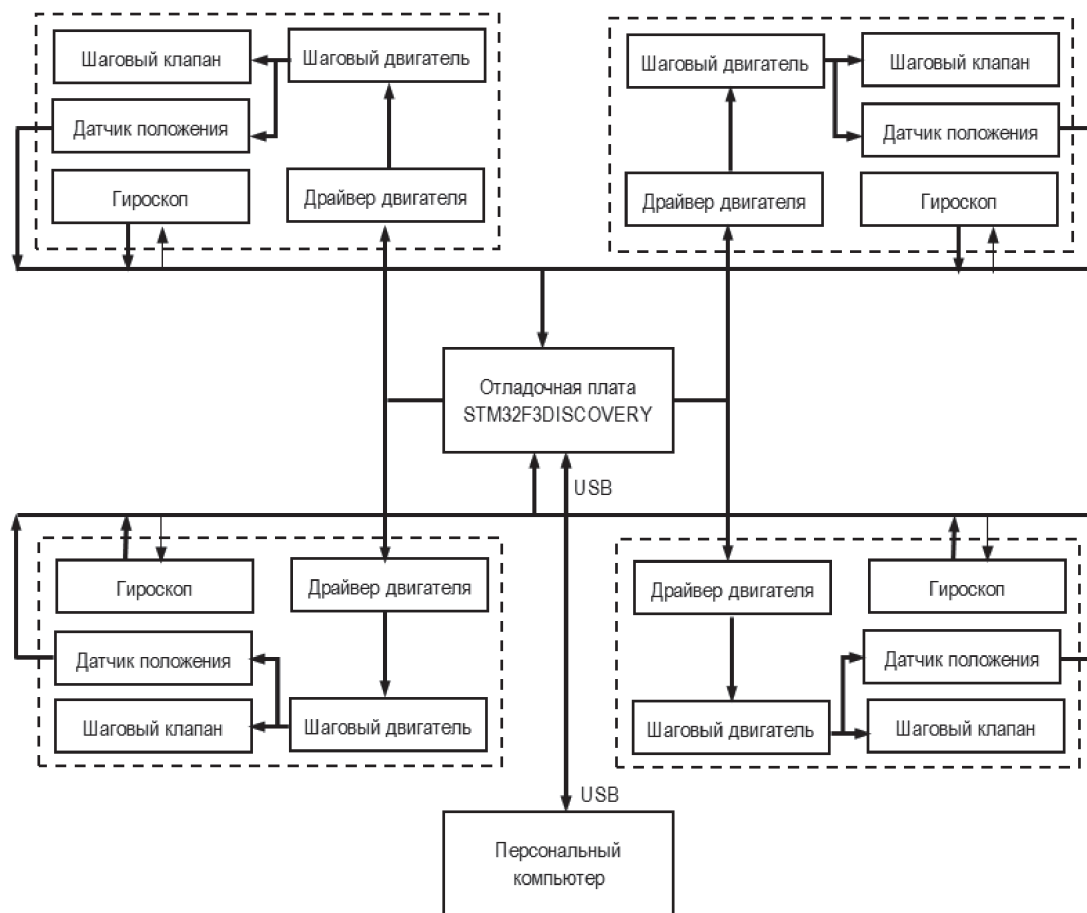 Шаговый клапан
Шаговый двигатель
Датчик положения
Гироскоп
Драйвер двигателя
Шаговый двигатель
Шаговый клапан
Датчик положения
Драйвер двигателя
Гироскоп
Отладочная плата
STM32F3DISCOVERY
USB
Гироскоп
Драйвер двигателя
Датчик положения
Шаговый клапан
Шаговый двигатель
Драйвер двигателя
Гироскоп
Датчик положения
Шаговый двигатель
Шаговый клапан
USB
Персональный
компьютер